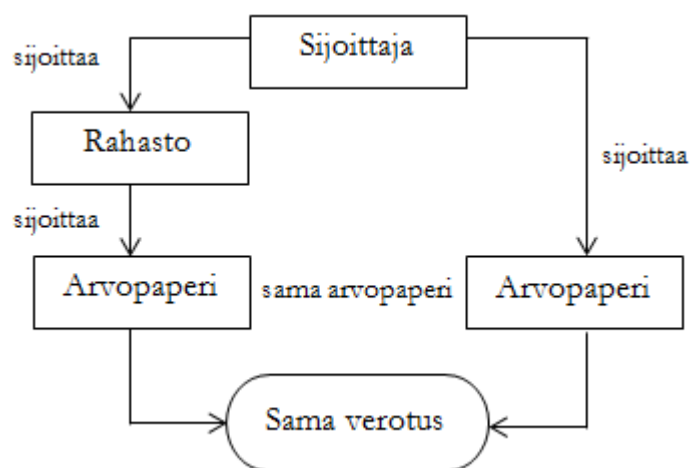 Sijoittaja
sijoittaa
Rahasto
sijoittaa
sijoittaa
Arvopaperi
sama arvopaperi
Arvopaperi
Sama verotus